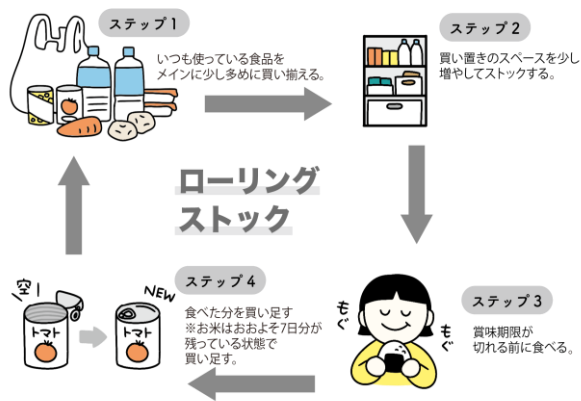 ステップ1
いつも使っている食品を
メインに少し多めに買い揃える。
ステップ2
買い置きのスペースを少し
増やしてストックする。
ローリング
ストック
ステップ3
賞味期限が
切れる前に食べる。
もぐ
もぐ
ステップ4
食べた分を買い足す
※お米はおおよそ7日分が
残っている状態で
買い足す。
空
NEW
トマト
トマト